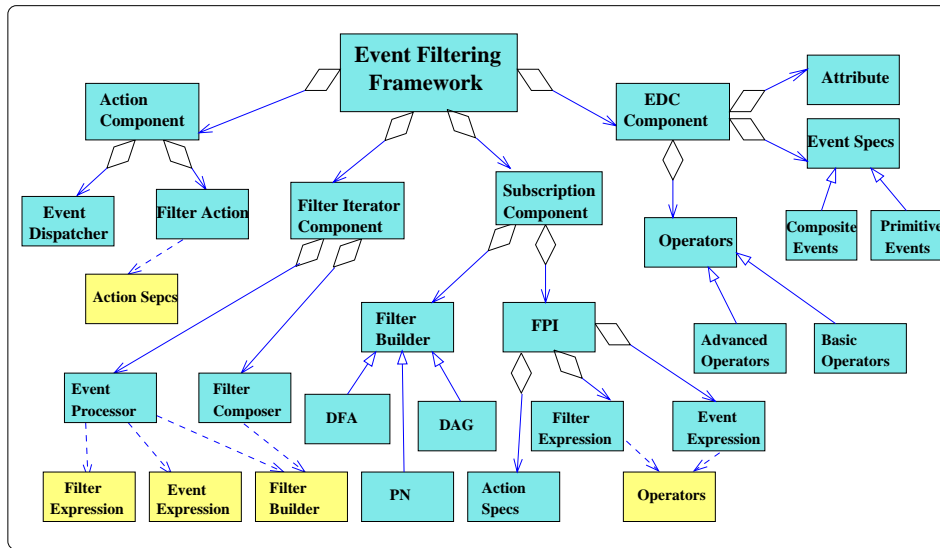 Event Filtering
Framework
Action
Component
EDC
Component
Attribute
Event Specs
Event
Dispatcher
Filter Action
Filter Iterator
Component
Subscription
Component
Operators
Composite
Events
Primitive
Events
Action Sepcs
Filter
Builder
FPI
Advanced
Operators
Basic
Operators
Event
Processor
Filter
Composer
DFA
DAG
Filter
Expression
Event
Expression
Filter
Expression
Event
Expression
Filter
Builder
PN
Action
Specs
Operators